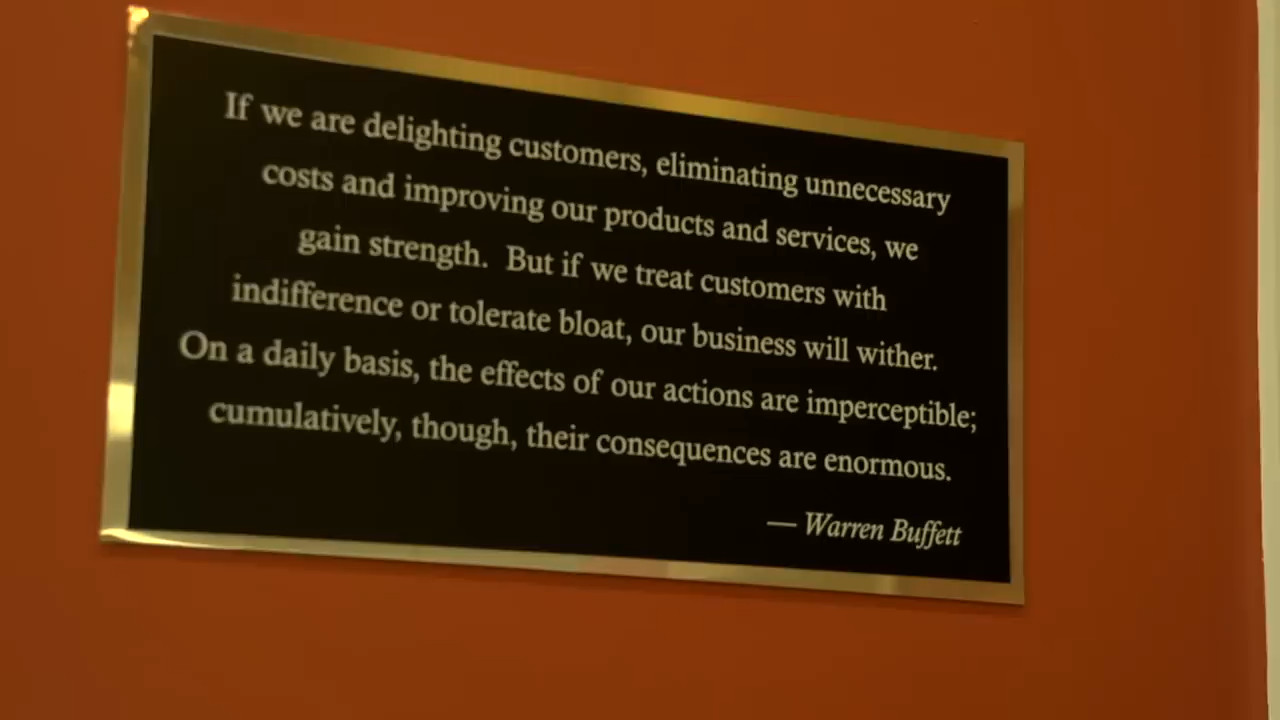 If we are delighting customers, eliminating unnecessary
costs and improving our products and services, we
gain strength.  But if we treat customers with
indifference or tolerate bloat, our business will wither.
On a daily basis, the effects of our actions are imperceptible;
cumulatively, though, their consequences are enormous.
— Warren Buffett